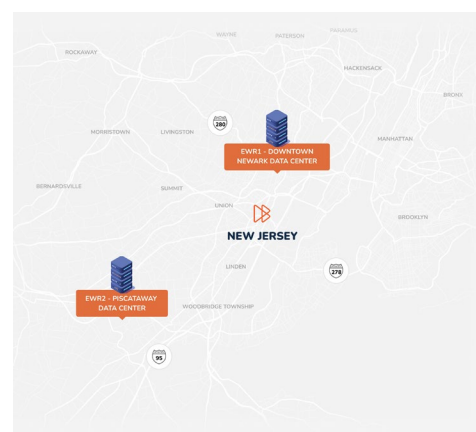 WAYNE
PATERSON
PARAMUS
ROCKAWAY
HACKENSACK
BRONX
280
MORRISTOWN
LIVINGSTON
MANHATTAN
EWR1 - DOWNTOWN
NEWARK DATA CENTER
BERNARDSVILLE
SUMMIT
UNION
BROOKLYN
NEW JERSEY
LINDEN
278
EWR2 - PISCATAWAY
DATA CENTER
WOODBRIDGE TOWNSHIP
95